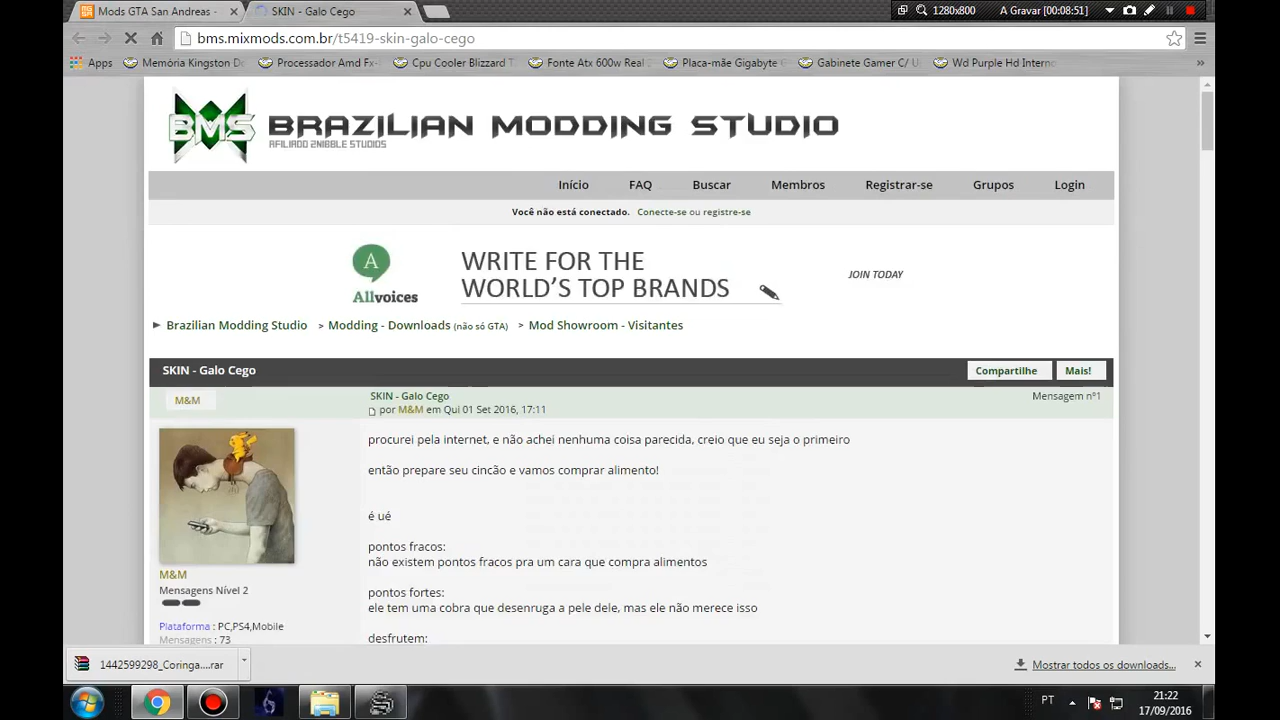 Mods GTA San Andreas -
SKIN - Galo Cego
1280x800
A Gravar [00:08:51]
bms.mixmods.com.br/t5419-skin-galo-cego
Apps
Memória Kingston D
Processador Amd Fx-
Cpu Cooler Blizzard T
Fonte Atx 600w Real
Placa-mãe Gigabyte
Gabinete Gamer C/ U
Wd Purple Hd Intern
BMS
BRAZILIAN MODDING STUDIO
AFILIADO 2NIBBLE STUDIOS
Início
FAQ
Buscar
Membros
Registrar-se
Grupos
Login
Você não está conectado. Conecte-se ou registre-se
A
Allvoices
WRITE FOR THE
WORLD'S TOP BRANDS
JOIN TODAY
Brazilian Modding Studio > Modding - Downloads (não só GTA) > Mod Showroom - Visitantes
SKIN - Galo Cego
Compartilhe
Mais!
M&M
SKIN - Galo Cego
Mensagem nº1
por M&M em Qui 01 Set 2016, 17:11
procurei pela internet, e não achei nenhuma coisa parecida, creio que eu seja o primeiro
então prepare seu cincão e vamos comprar alimento!
é ué
pontos fracos:
não existem pontos fracos pra um cara que compra alimentos
pontos fortes:
ele tem uma cobra que desenruga a pele dele, mas ele não merece isso
desfrutem:
M&M
Mensagens Nível 2
Plataforma : PC,PS4,Mobile
Mensagens : 73
1442599298_Coringa....rar
Mostrar todos os downloads...
PT
21:22
17/09/2016